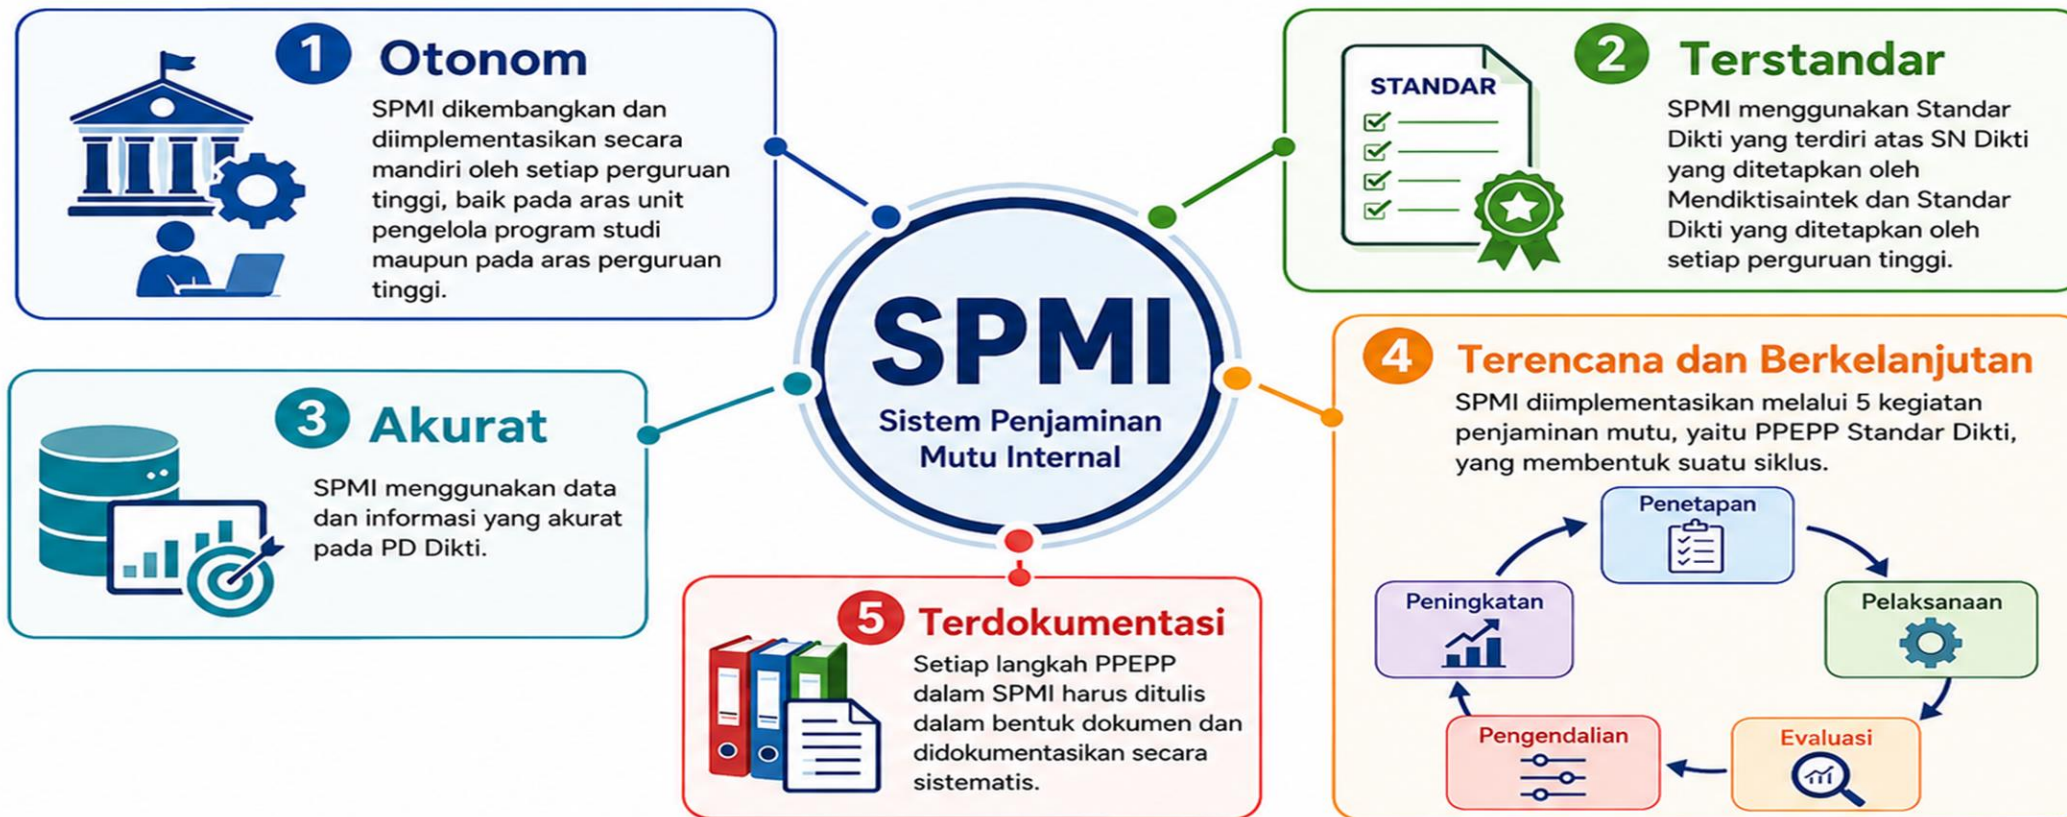 1 Otonom
SPMI dikembangkan dan
diimplementasikan secara
mandiri oleh setiap perguruan
tinggi, baik pada aras unit
pengelola program studi
maupun pada aras perguruan
tinggi.
STANDAR
2 Terstandar
SPMI menggunakan Standar
Dikti yang terdiri atas SN Dikti
yang ditetapkan oleh
Mendiktisaintek dan Standar
Dikti yang ditetapkan oleh
setiap perguruan tinggi.
SPMI
Sistem Penjaminan
Mutu Internal
3 Akurat
SPMI menggunakan data
dan informasi yang akurat
pada PD Dikti.
4 Terencana dan Berkelanjutan
SPMI diimplementasikan melalui 5 kegiatan
penjaminan mutu, yaitu PPEPP Standar Dikti,
yang membentuk suatu siklus.
Penetapan
Pelaksanaan
Evaluasi
Pengendalian
Peningkatan
5 Terdokumentasi
Setiap langkah PPEPP
dalam SPMI harus ditulis
dalam bentuk dokumen dan
didokumentasikan secara
sistematis.